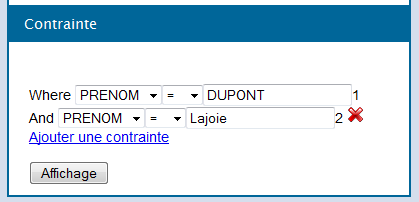 Contrainte
Where PRENOM = DUPONT 1
And PRENOM = Lajoie 2
Ajouter une contrainte
Affichage